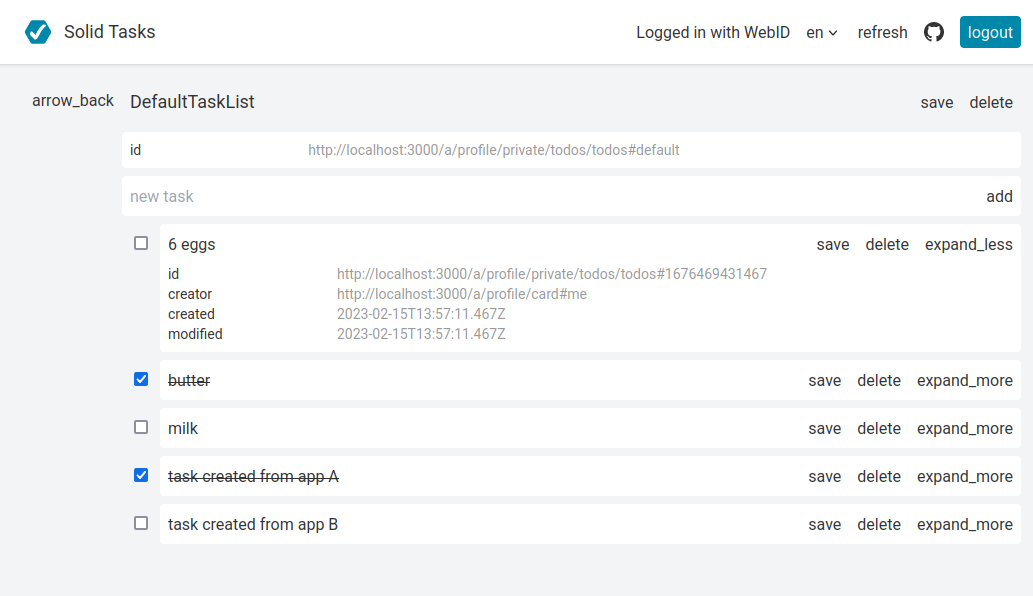 Solid Tasks Logged in with WebID en refresh logout
arrow_back DefaultTaskList save delete
id http://localhost:3000/a/profile/private/todos/todos#default
new task add
6 eggs save delete expand_less
id http://localhost:3000/a/profile/private/todos/todos#1676469431467
creator http://localhost:3000/a/profile/card#me
created 2023-02-15T13:57:11.467Z
modified 2023-02-15T13:57:11.467Z
butter save delete expand_more
milk save delete expand_more
task created from app A save delete expand_more
task created from app B save delete expand_more